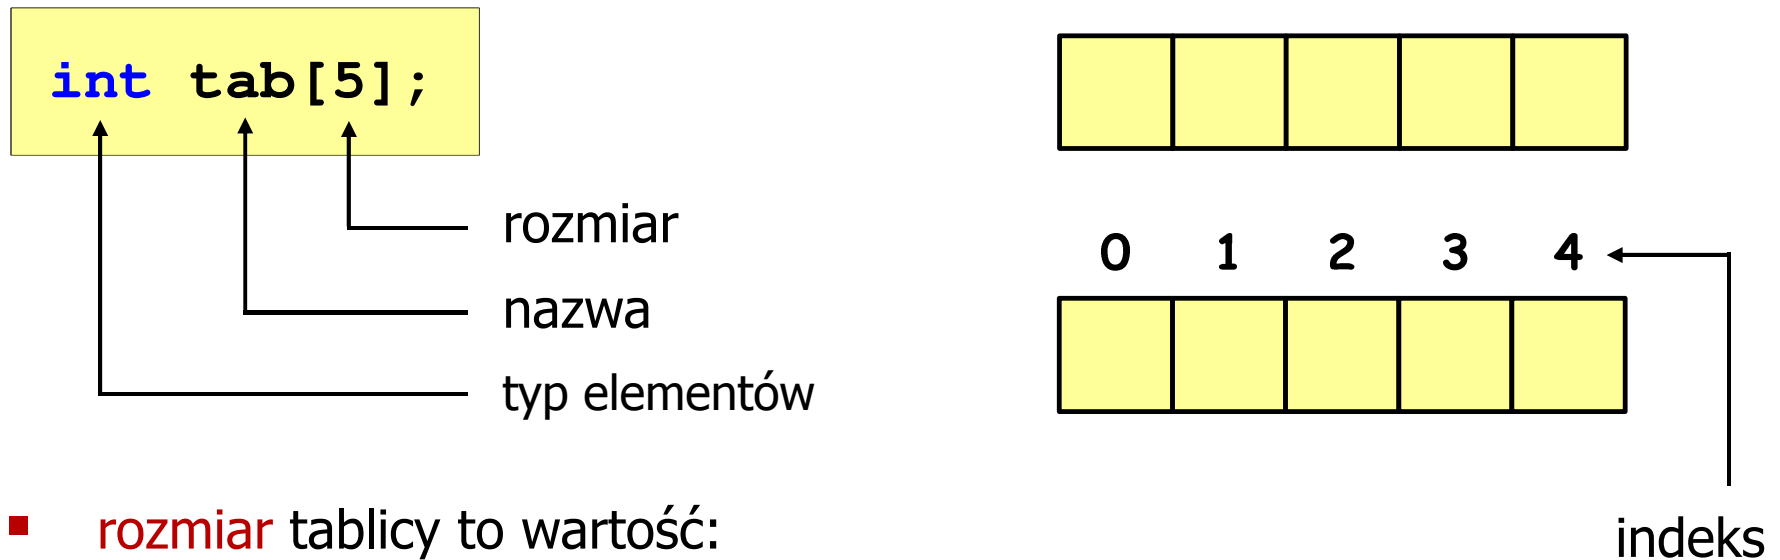 int tab[5];
rozmiar
nazwa
typ elementów
0 1 2 3 4
indeks
rozmiar tablicy to wartość: